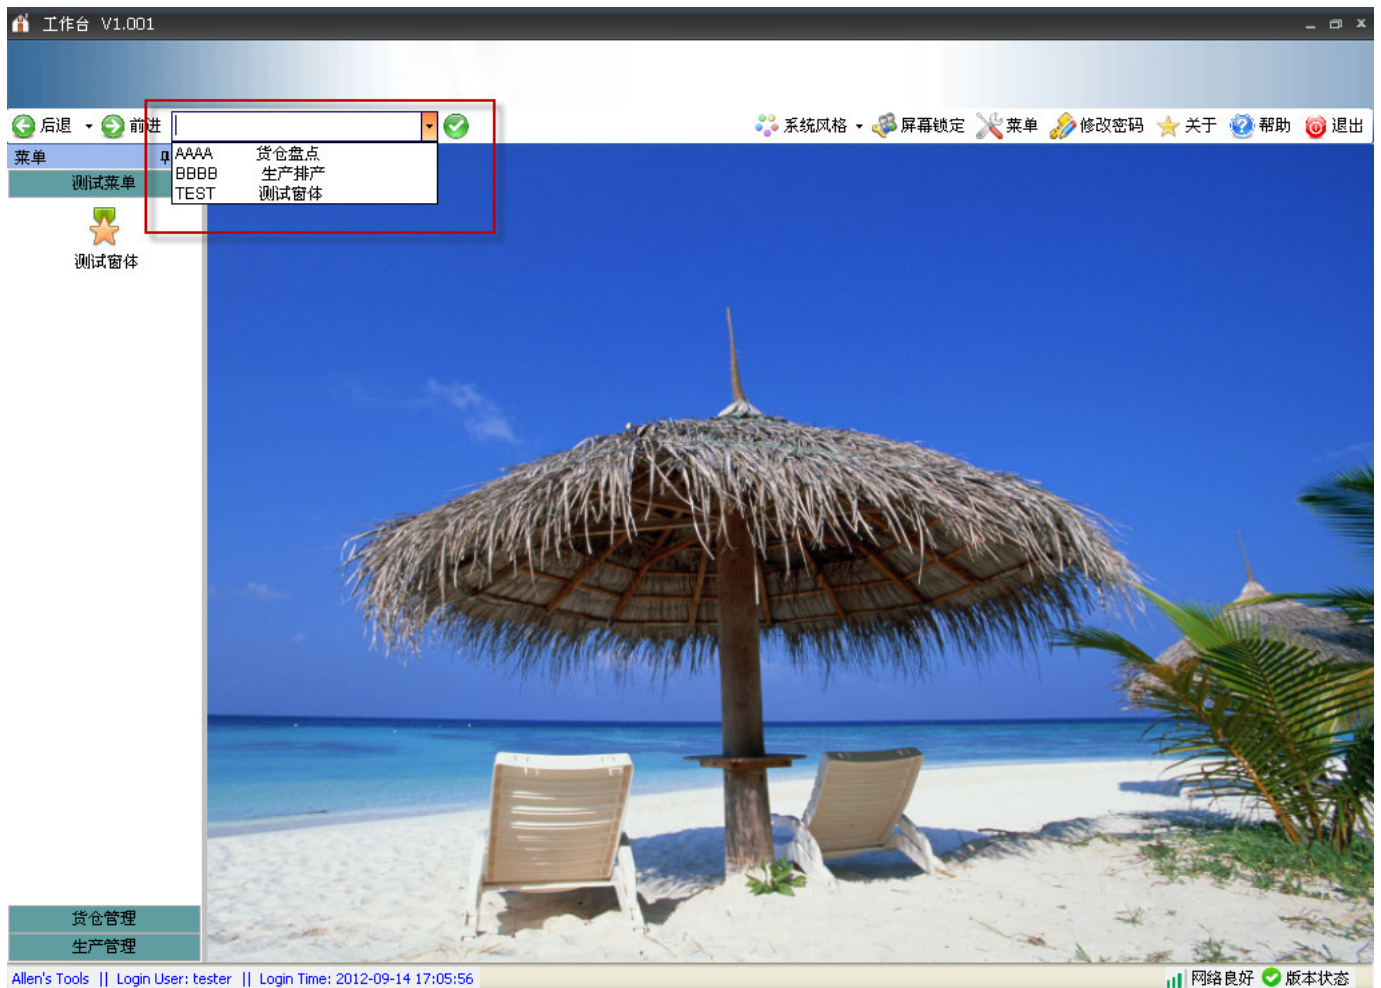 工作台 V1.001
后退 前进 系统风格 屏幕锁定 菜单 修改密码 关于 帮助 退出
菜单
AAAA 货仓盘点
BBBB 生产排产
TEST 测试窗体
测试菜单
测试窗体
货仓管理
生产管理
Allen's Tools || Login User: tester || Login Time: 2012-09-14 17:05:56 网络良好 版本状态